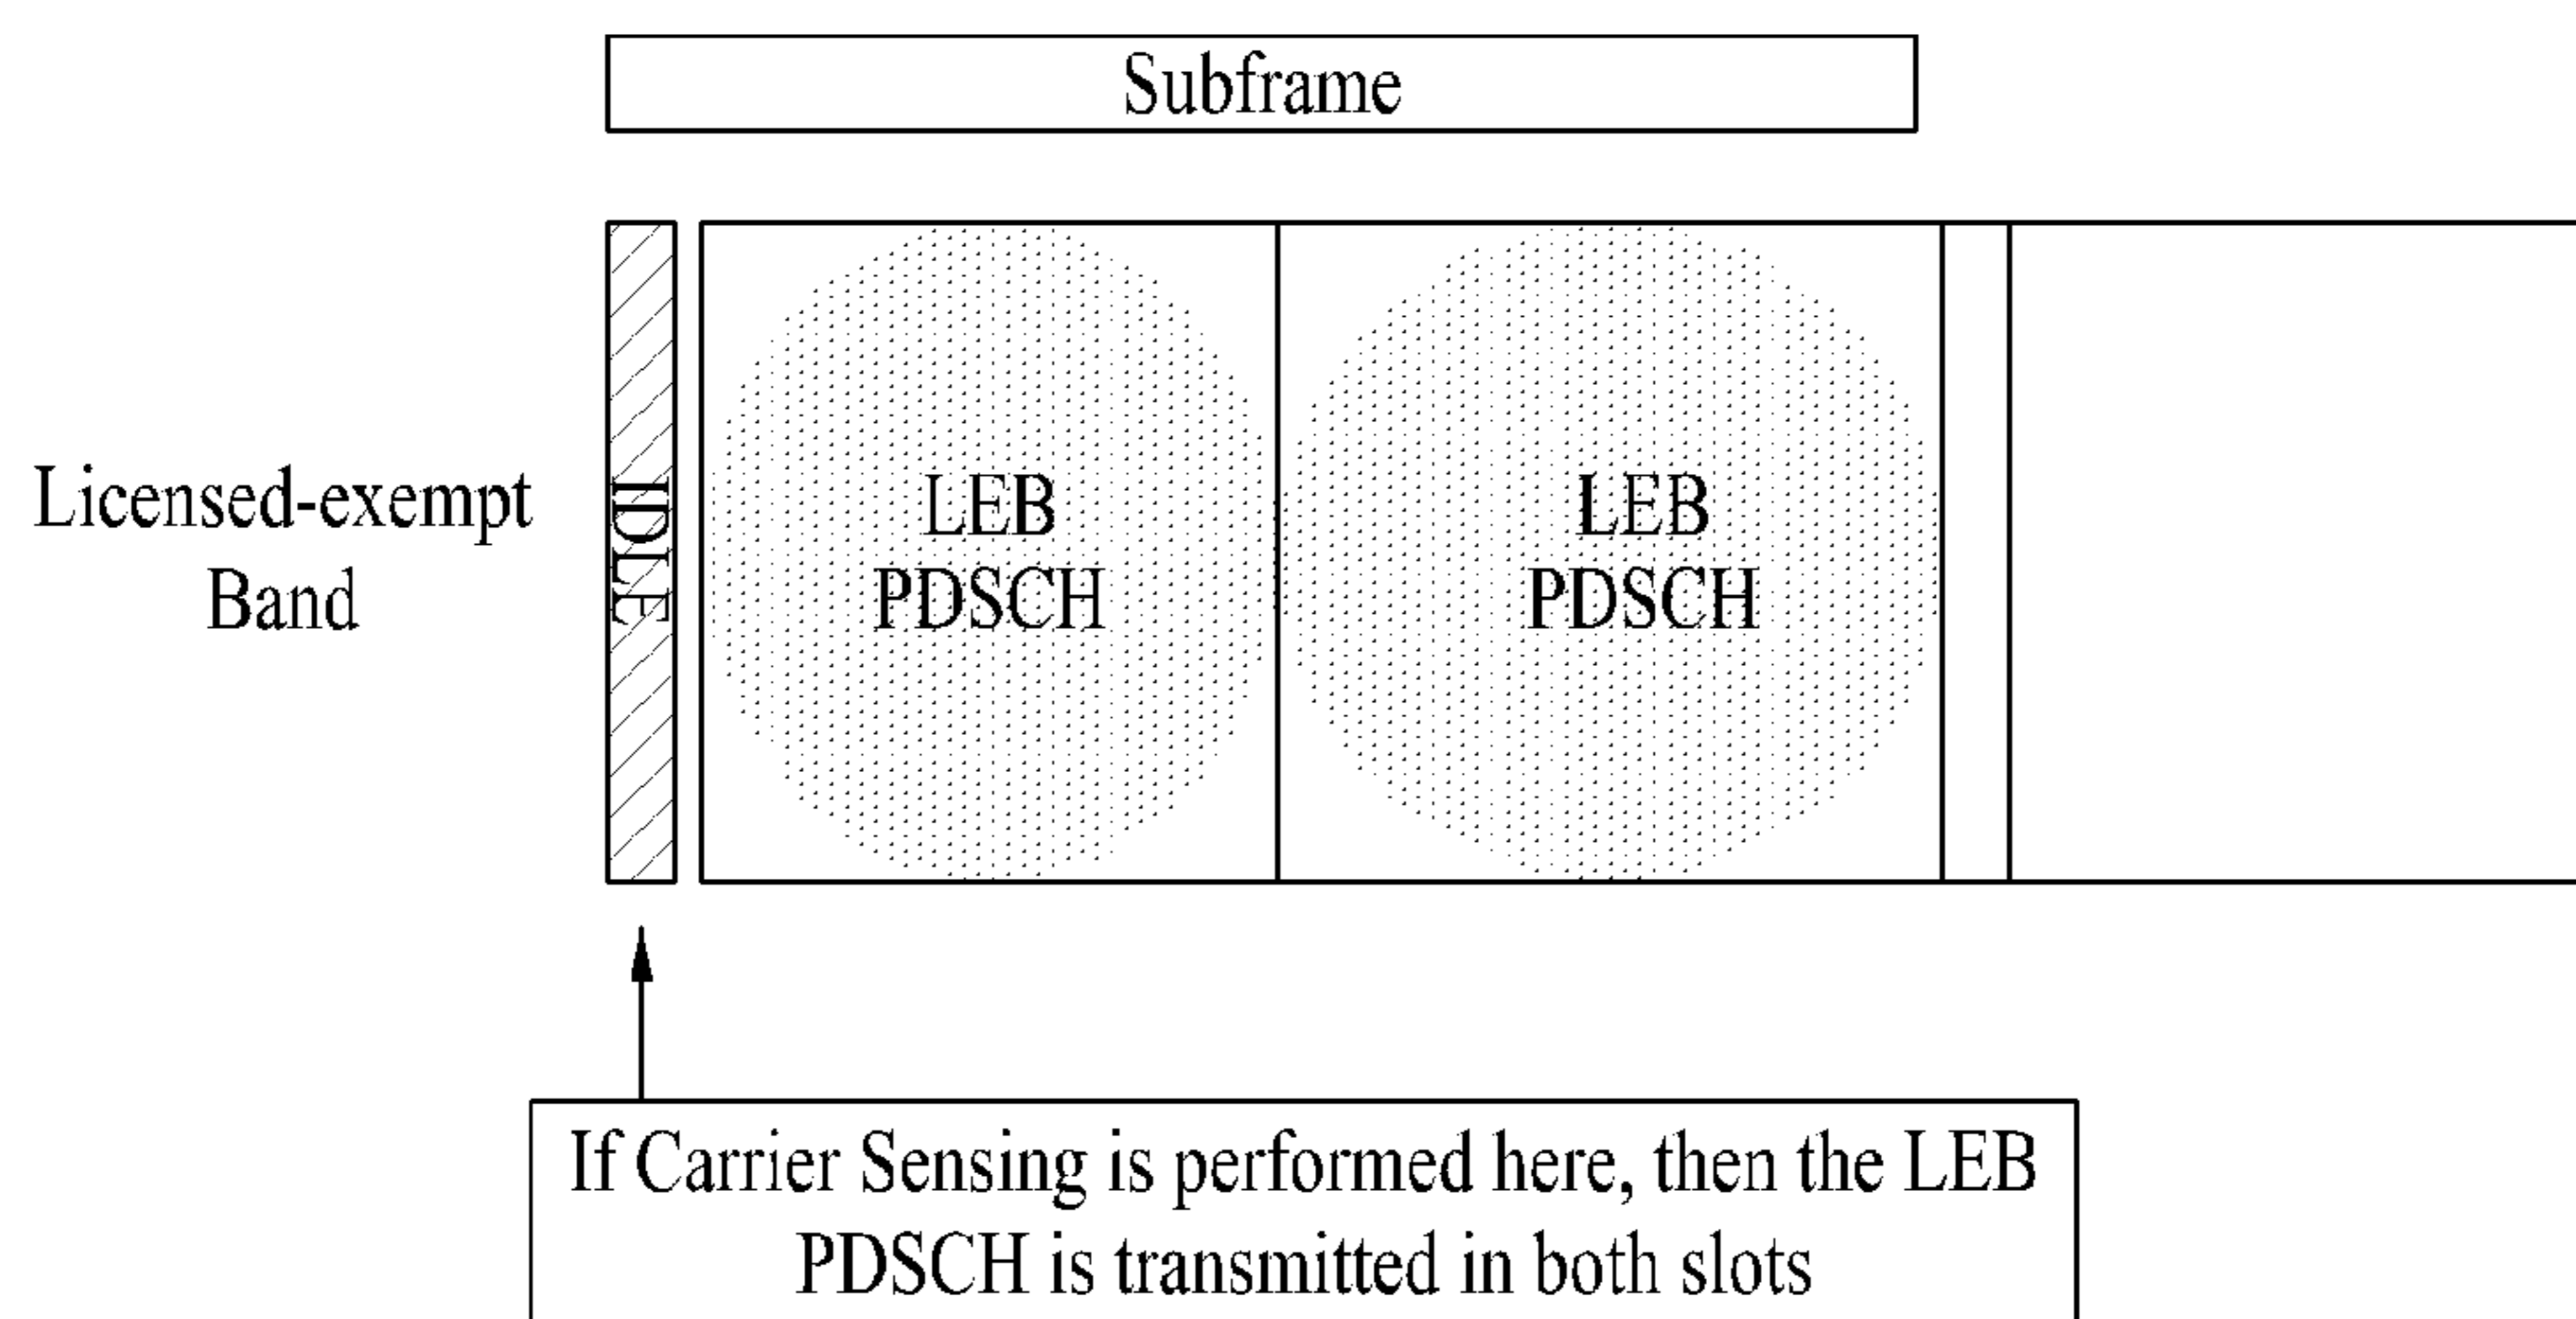 Subframe
Licensed-exempt
Band
IDLE
LEB
PDSCH
LEB
PDSCH
If Carrier Sensing is performed here, then the LEB
PDSCH is transmitted in both slots